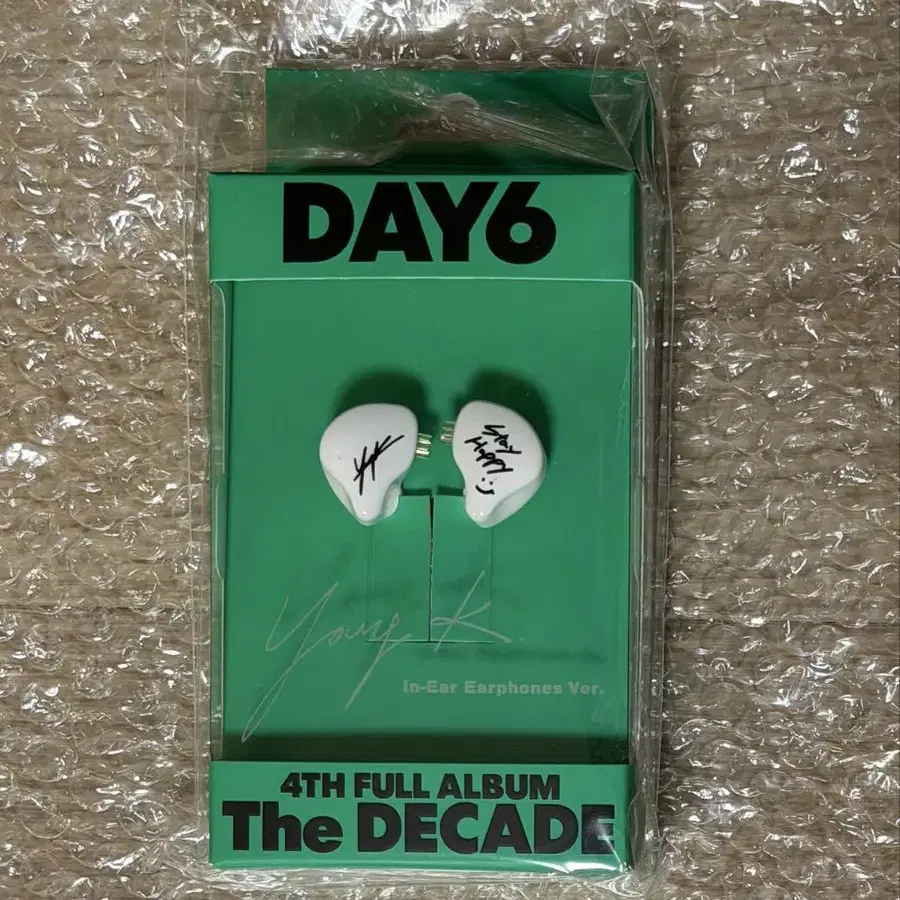 DAY6
Young K
In-Ear Earphones Ver.
4TH FULL ALBUM
The DECADE